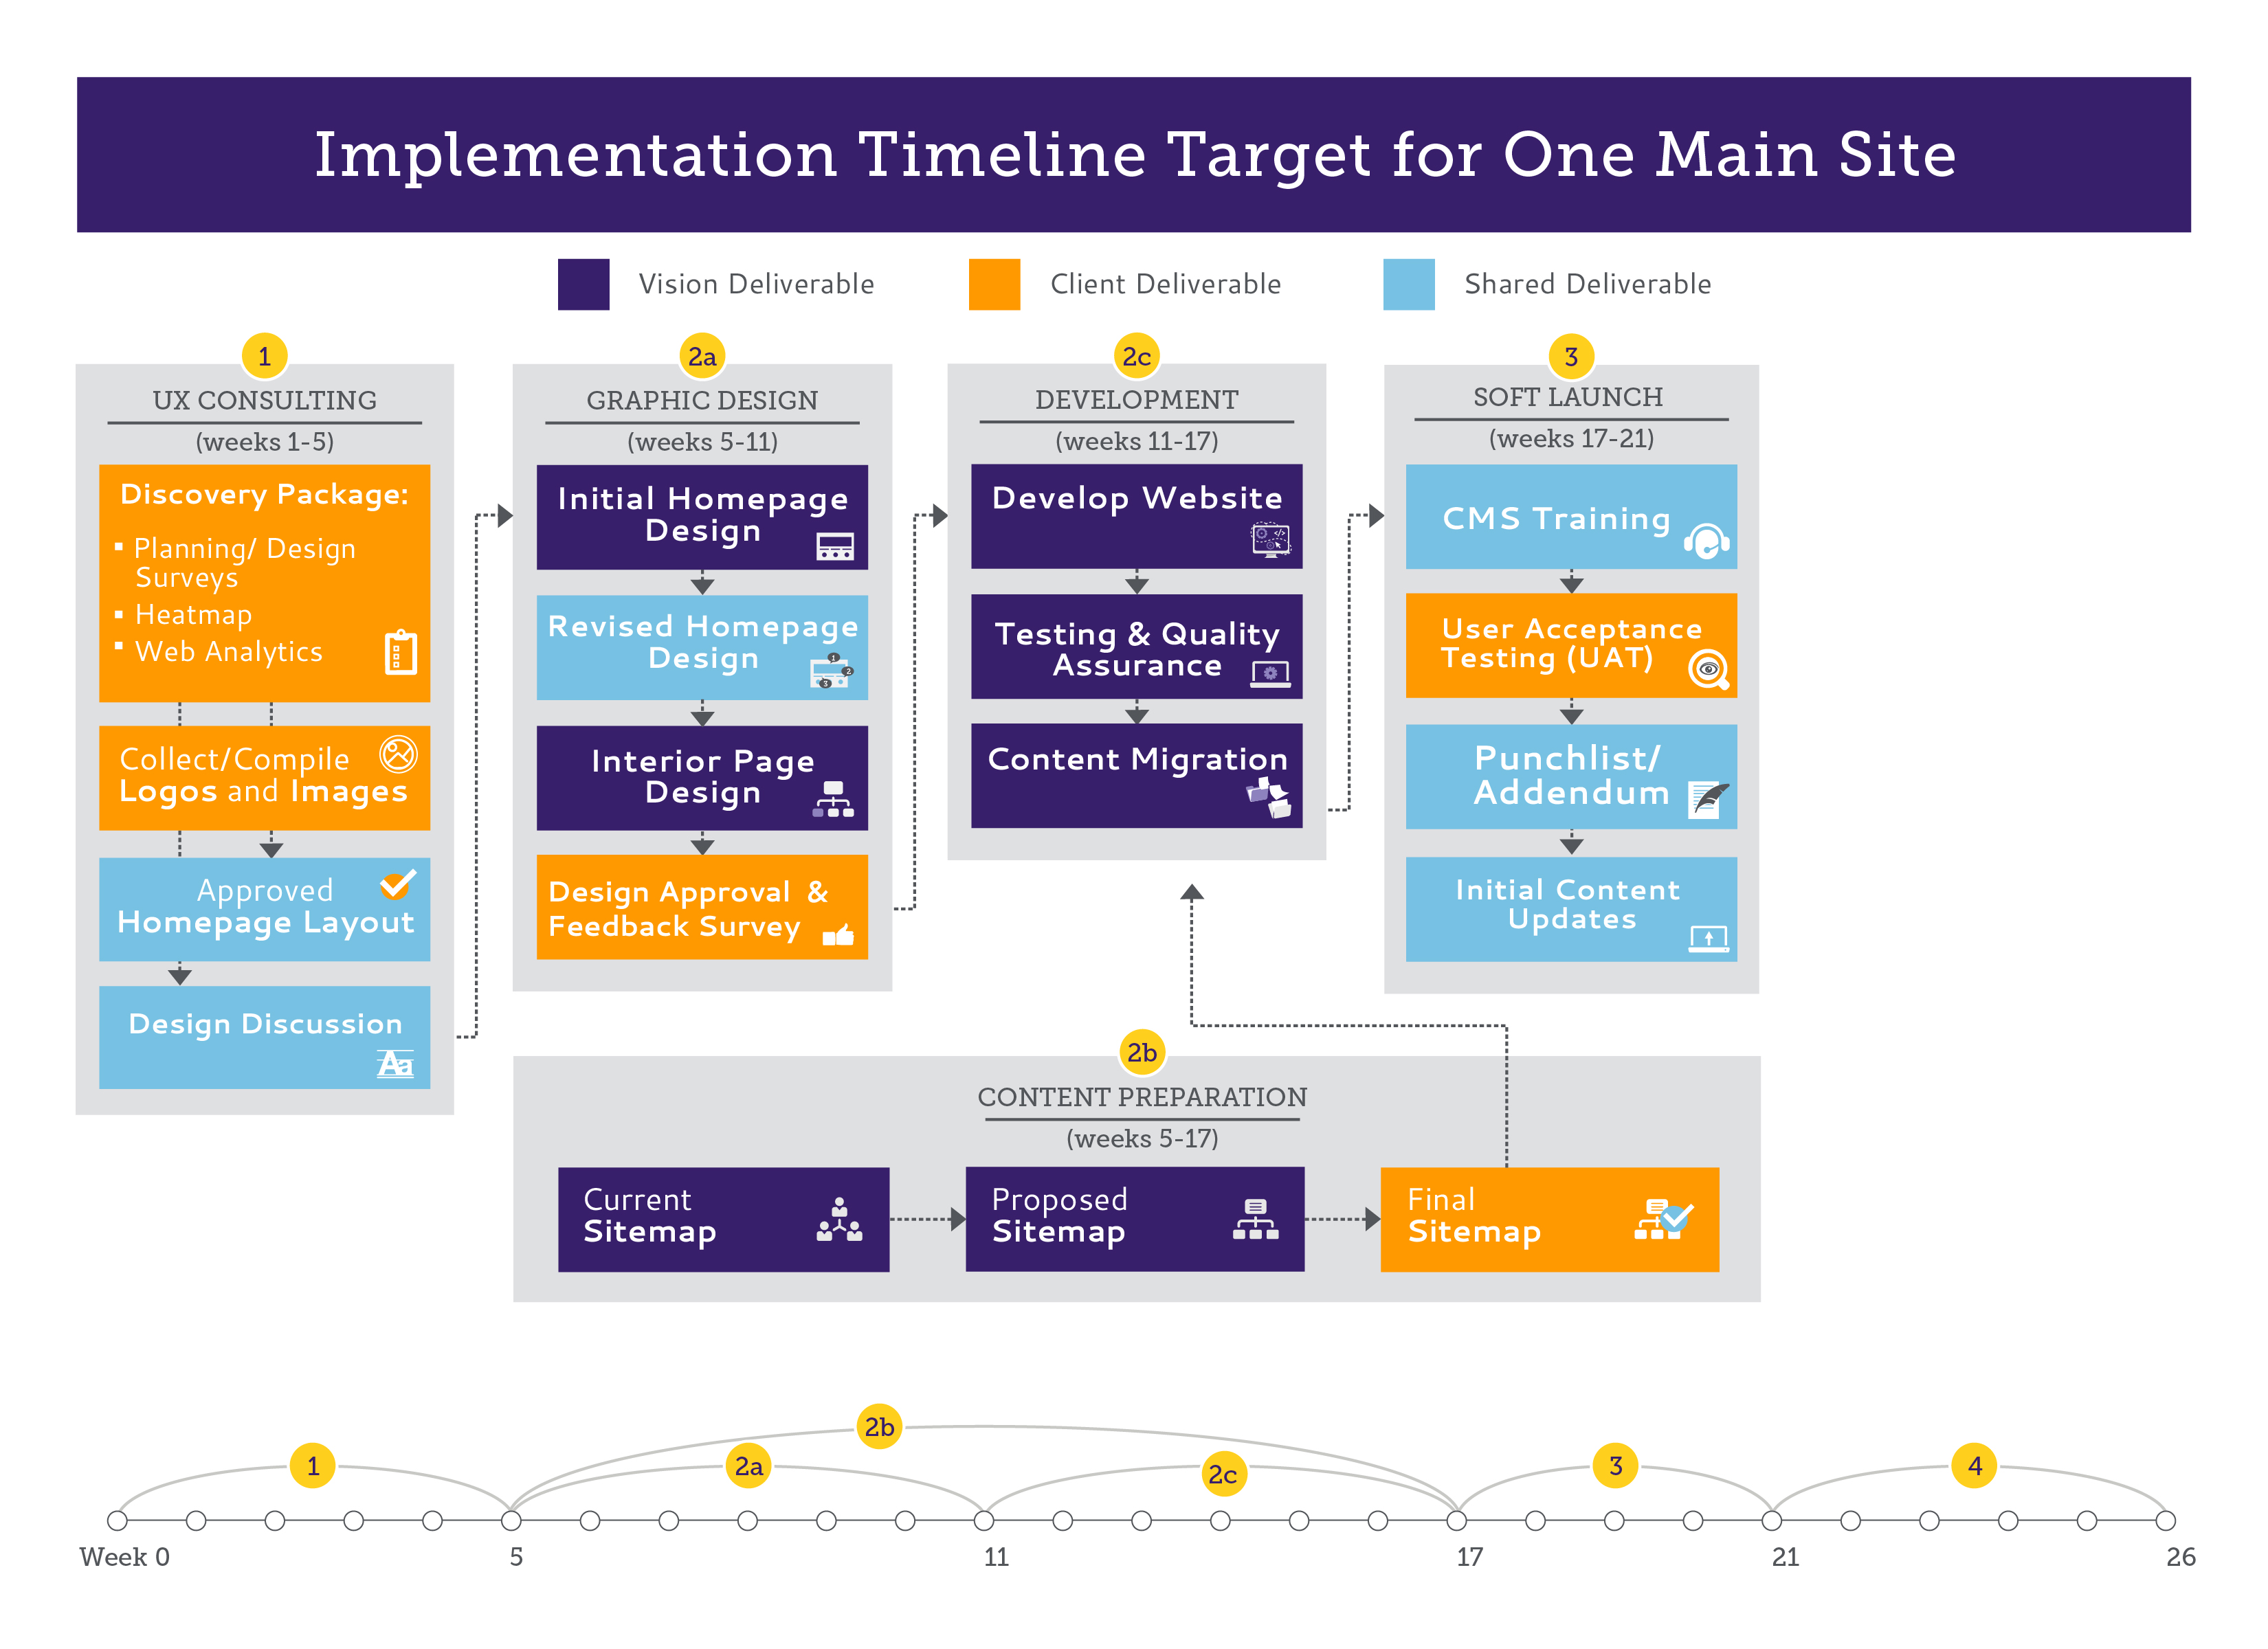 Implementation Timeline Target for One Main Site
Vision Deliverable
Client Deliverable
Shared Deliverable
1
UX CONSULTING
(weeks 1-5)
Discovery Package:
▪ Planning/ Design
Surveys
▪ Heatmap
▪ Web Analytics
Collect/Compile
Logos and Images
Approved
Homepage Layout
Design Discussion
Aa
2a
GRAPHIC DESIGN
(weeks 5-11)
Initial Homepage
Design
Revised Homepage
Design
1
2
3
Interior Page
Design
Design Approval &
Feedback Survey
2c
DEVELOPMENT
(weeks 11-17)
Develop Website
</>
Testing & Quality
Assurance
Content Migration
3
SOFT LAUNCH
(weeks 17-21)
CMS Training
User Acceptance
Testing (UAT)
Punchlist/
Addendum
Initial Content
Updates
2b
CONTENT PREPARATION
(weeks 5-17)
Current
Sitemap
Proposed
Sitemap
Final
Sitemap
1
2a
2b
2c
3
4
Week 0
5
11
17
21
26